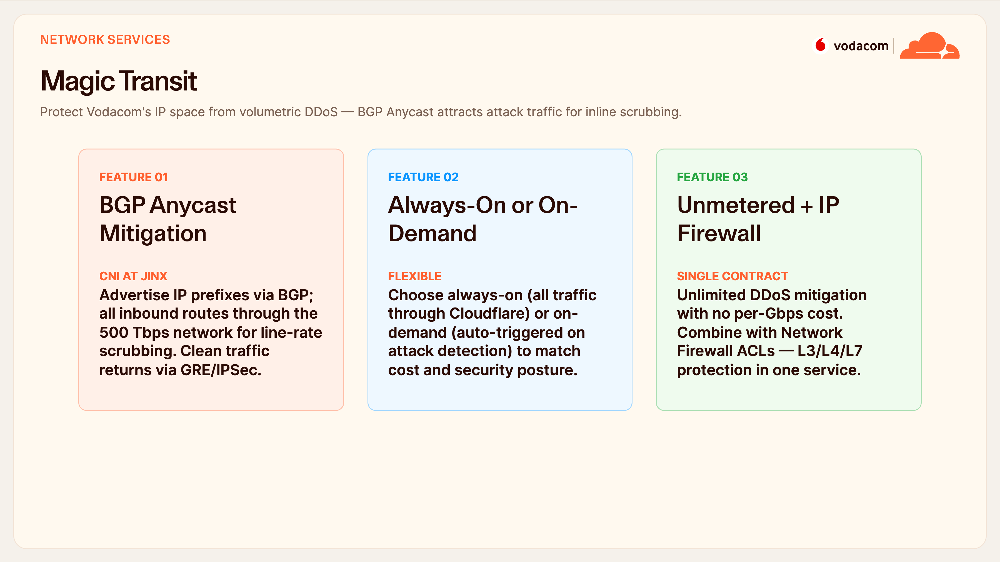 NETWORK SERVICES
vodacom
Magic Transit
Protect Vodacom's IP space from volumetric DDoS — BGP Anycast attracts attack traffic for inline scrubbing.
FEATURE 01
BGP Anycast
Mitigation
CNI AT JINX
Advertise IP prefixes via BGP;
all inbound routes through the
500 Tbps network for line-rate
scrubbing. Clean traffic
returns via GRE/IPSec.
FEATURE 02
Always-On or On-
Demand
FLEXIBLE
Choose always-on (all traffic
through Cloudflare) or on-
demand (auto-triggered on
attack detection) to match
cost and security posture.
FEATURE 03
Unmetered + IP
Firewall
SINGLE CONTRACT
Unlimited DDoS mitigation
with no per-Gbps cost.
Combine with Network
Firewall ACLs — L3/L4/L7
protection in one service.